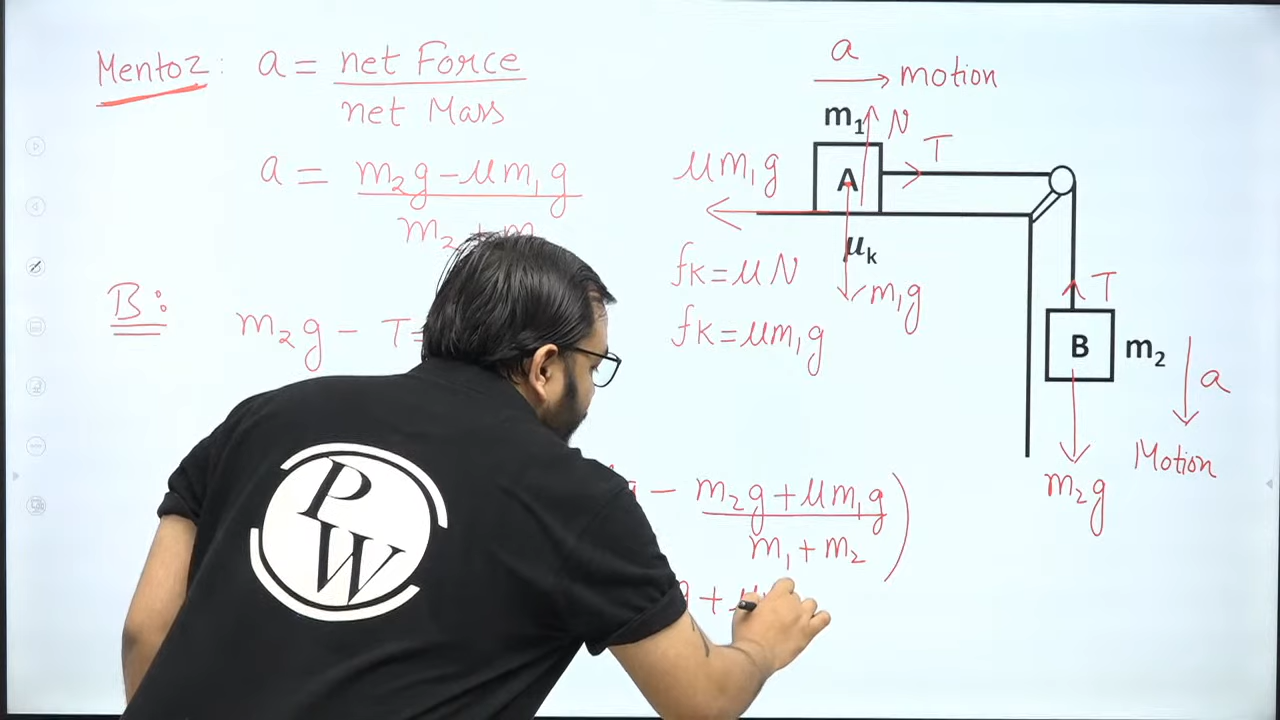 Mentoz: a = net Force
net Mass
a = m₂g - μm₁g
m₂ + m
B: m₂g - T =
- m₂g + μm₁g )
m₁ + m₂
g + μ
a
→ motion
m₁ N
T
A
μm₁g
μk
fk = μN
m₁g
fk = μm₁g
T
B m₂
a
Motion
m₂g
P
W